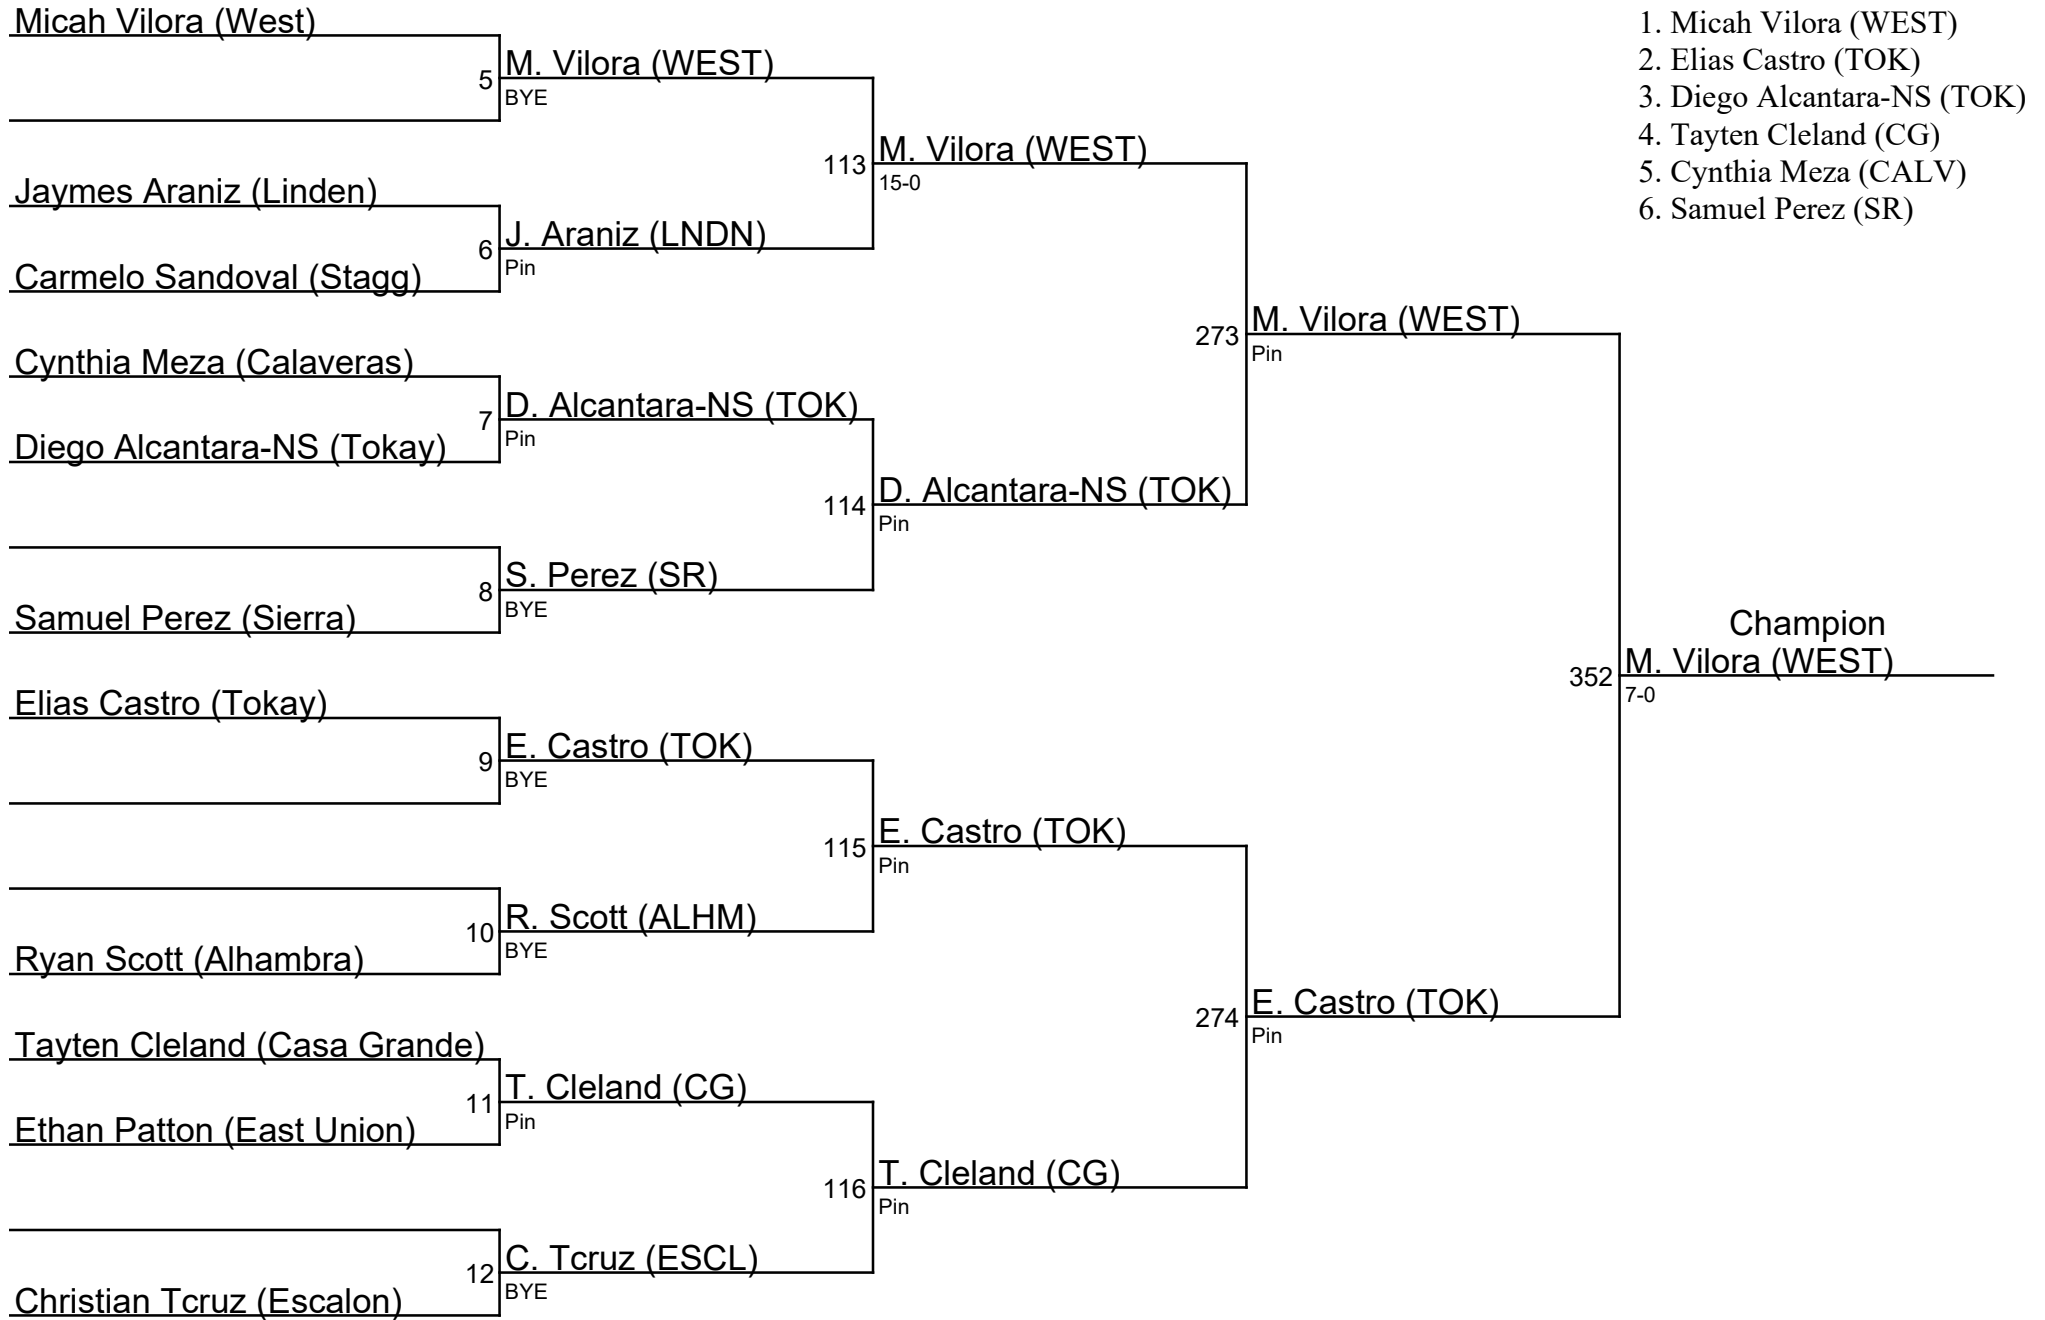 Micah Vilora (West)
5
M. Vilora (WEST)
BYE
Jaymes Araniz (Linden)
6
J. Araniz (LNDN)
Pin
Carmelo Sandoval (Stagg)
113
M. Vilora (WEST)
15-0
Cynthia Meza (Calaveras)
7
D. Alcantara-NS (TOK)
Pin
Diego Alcantara-NS (Tokay)
114
D. Alcantara-NS (TOK)
Pin
8
S. Perez (SR)
BYE
Samuel Perez (Sierra)
273
M. Vilora (WEST)
Pin
Elias Castro (Tokay)
9
E. Castro (TOK)
BYE
115
E. Castro (TOK)
Pin
10
R. Scott (ALHM)
BYE
Ryan Scott (Alhambra)
274
E. Castro (TOK)
Pin
Tayten Cleland (Casa Grande)
11
T. Cleland (CG)
Pin
Ethan Patton (East Union)
116
T. Cleland (CG)
Pin
12
C. Tcruz (ESCL)
BYE
Christian Tcruz (Escalon)
Champion
352
M. Vilora (WEST)
7-0
1. Micah Vilora (WEST)
2. Elias Castro (TOK)
3. Diego Alcantara-NS (TOK)
4. Tayten Cleland (CG)
5. Cynthia Meza (CALV)
6. Samuel Perez (SR)